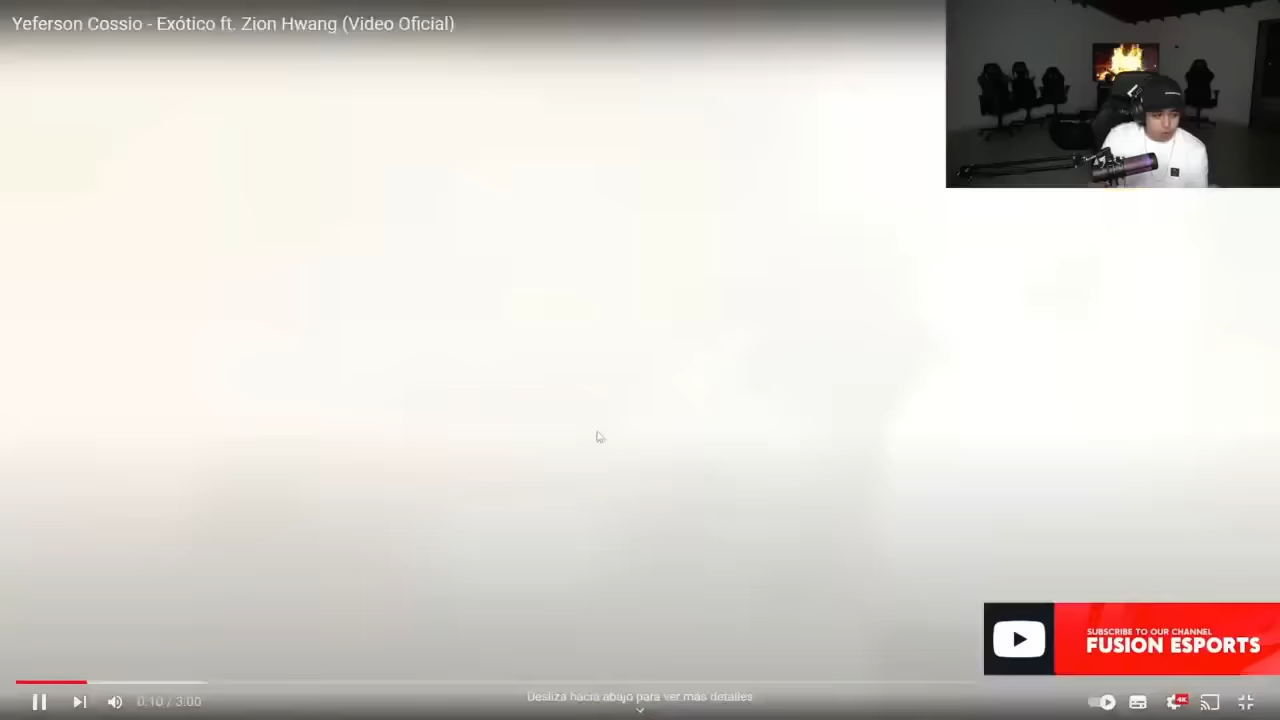 Yeferson Cossio - Exótico ft. Zion Hwang (Video Oficial)
SUBSCRIBE TO OUR CHANNEL
FUSION ESPORTS
Desliza hacia abajo para ver más detalles
0:10 / 3:00
4K